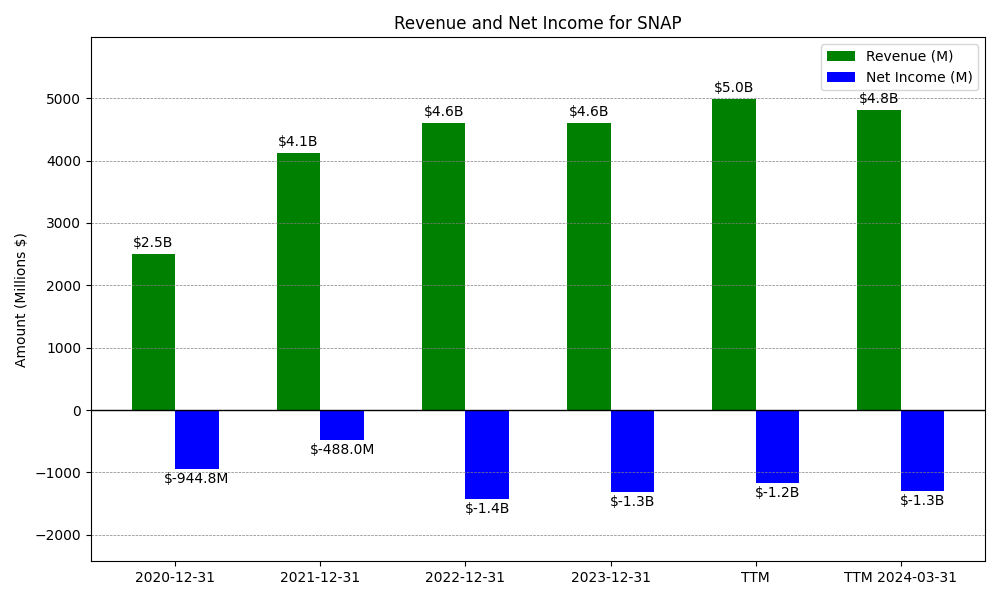 Revenue and Net Income for SNAP
Revenue (M)
Net Income (M)
Amount (Millions $)
5000
4000
3000
2000
1000
0
−1000
−2000
$2.5B
$4.1B
$4.6B
$4.6B
$5.0B
$4.8B
$-944.8M
$-488.0M
$-1.4B
$-1.3B
$-1.2B
$-1.3B
2020-12-31
2021-12-31
2022-12-31
2023-12-31
TTM
TTM 2024-03-31